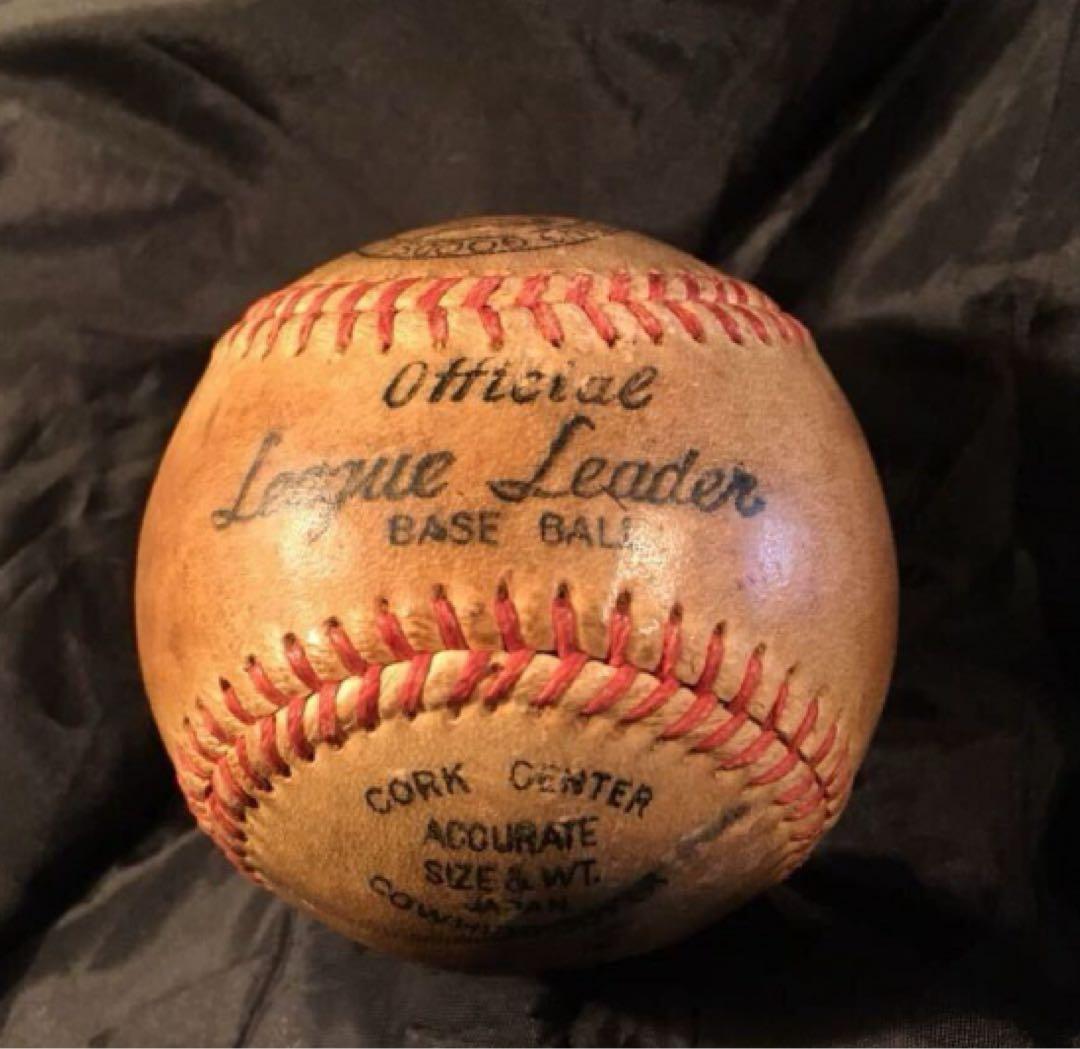 Official
League Leader
BASE BALL
CORK CENTER
ACCURATE
SIZE & WT.
JAPAN